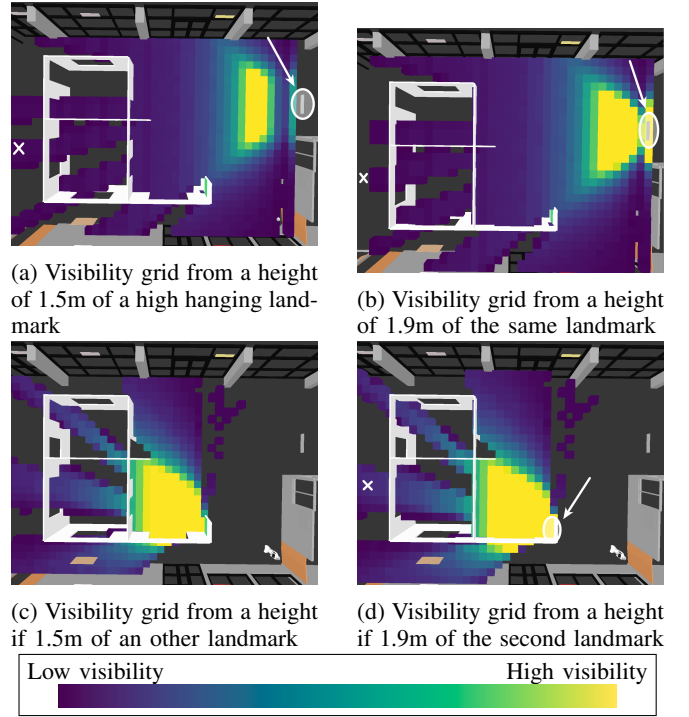 (a) Visibility grid from a height
of 1.5m of a high hanging land-
mark
(b) Visibility grid from a height
of 1.9m of the same landmark
(c) Visibility grid from a height
if 1.5m of an other landmark
(d) Visibility grid from a height
if 1.9m of the second landmark
Low visibility High visibility